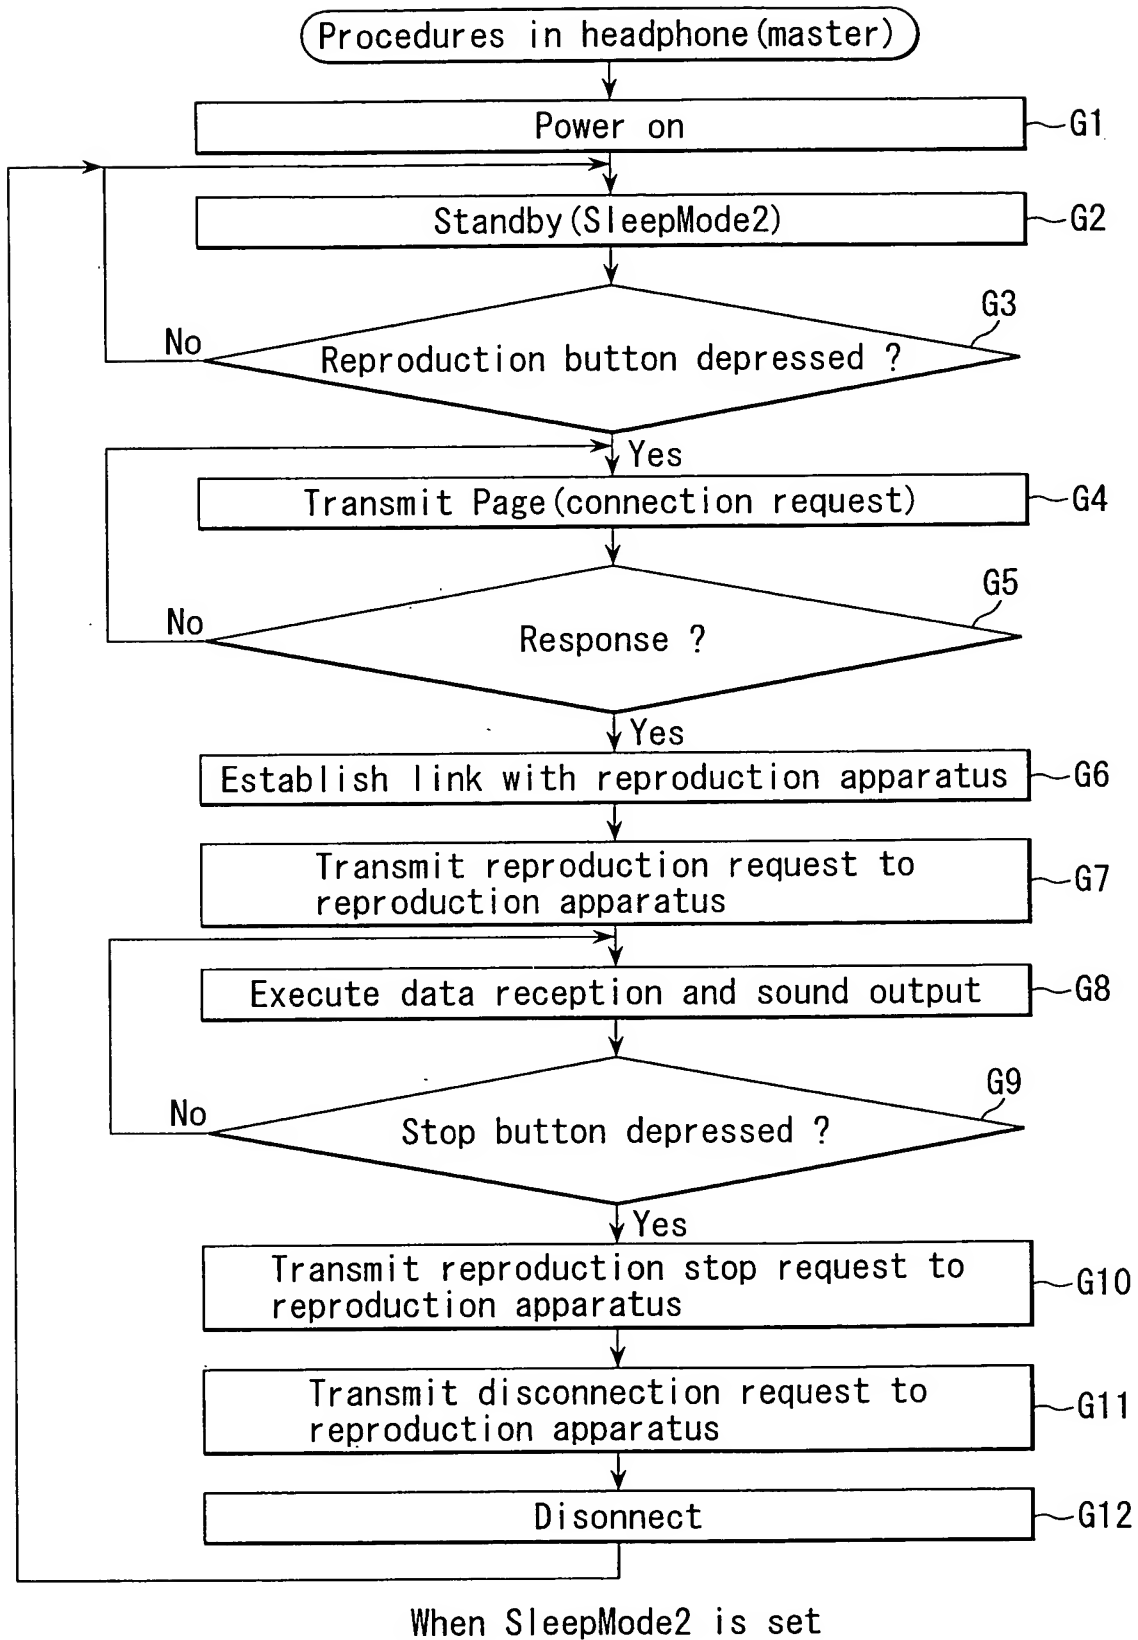 Procedures in headphone(master)
Power on
G1
Standby(SleepMode2)
G2
G3
No
Reproduction button depressed ?
Yes
Transmit Page(connection request)
G4
G5
No
Response ?
Yes
Establish link with reproduction apparatus
G6
Transmit reproduction request to
reproduction apparatus
G7
Execute data reception and sound output
G8
G9
No
Stop button depressed ?
Yes
Transmit reproduction stop request to
reproduction apparatus
G10
Transmit disconnection request to
reproduction apparatus
G11
Disonnect
G12
When SleepMode2 is set